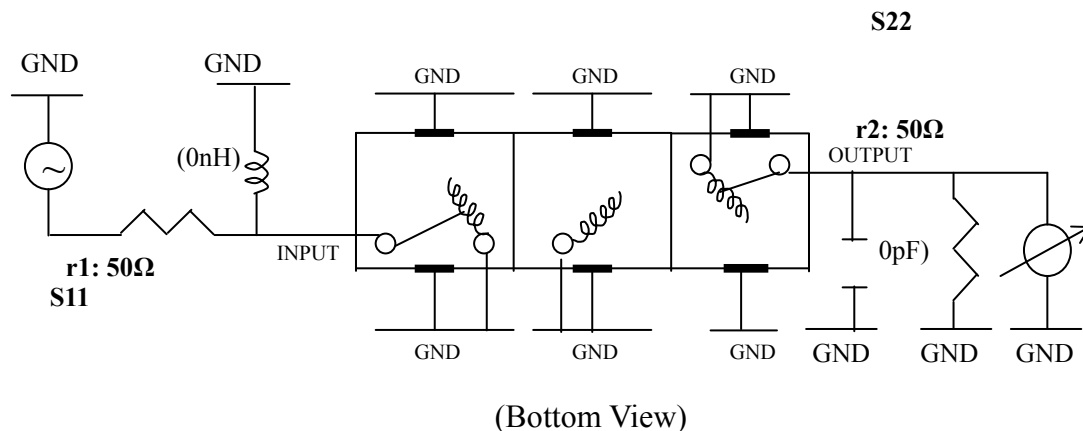 S22
GND
GND
GND
GND
GND
r2: 50Ω
OUTPUT
(0nH)
INPUT
0pF)
r1: 50Ω
S11
GND
GND
GND
GND
GND
GND
(Bottom View)